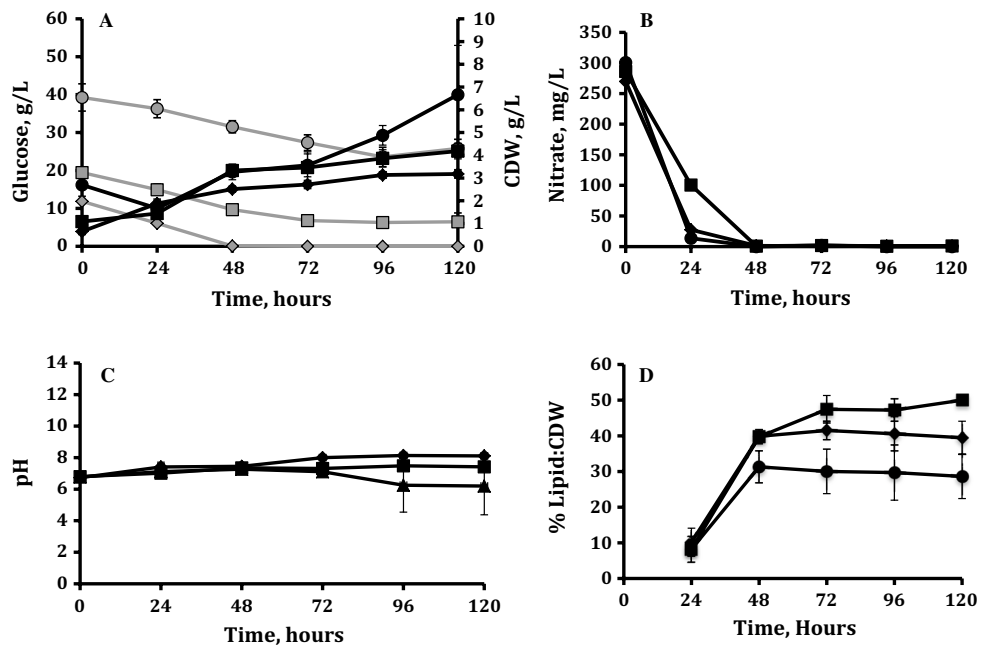 A
60
50
40
30
20
10
0
Glucose, g/L
10
9
8
7
6
5
4
3
2
1
0
CDW, g/L
0 24 48 72 96 120
Time, hours
B
350
300
250
200
150
100
50
0
Nitrate, mg/L
0 24 48 72 96 120
Time, hours
C
14
12
10
8
6
4
2
0
pH
0 24 48 72 96 120
Time, hours
D
60
50
40
30
20
10
0
% Lipid:CDW
0 24 48 72 96 120
Time, Hours